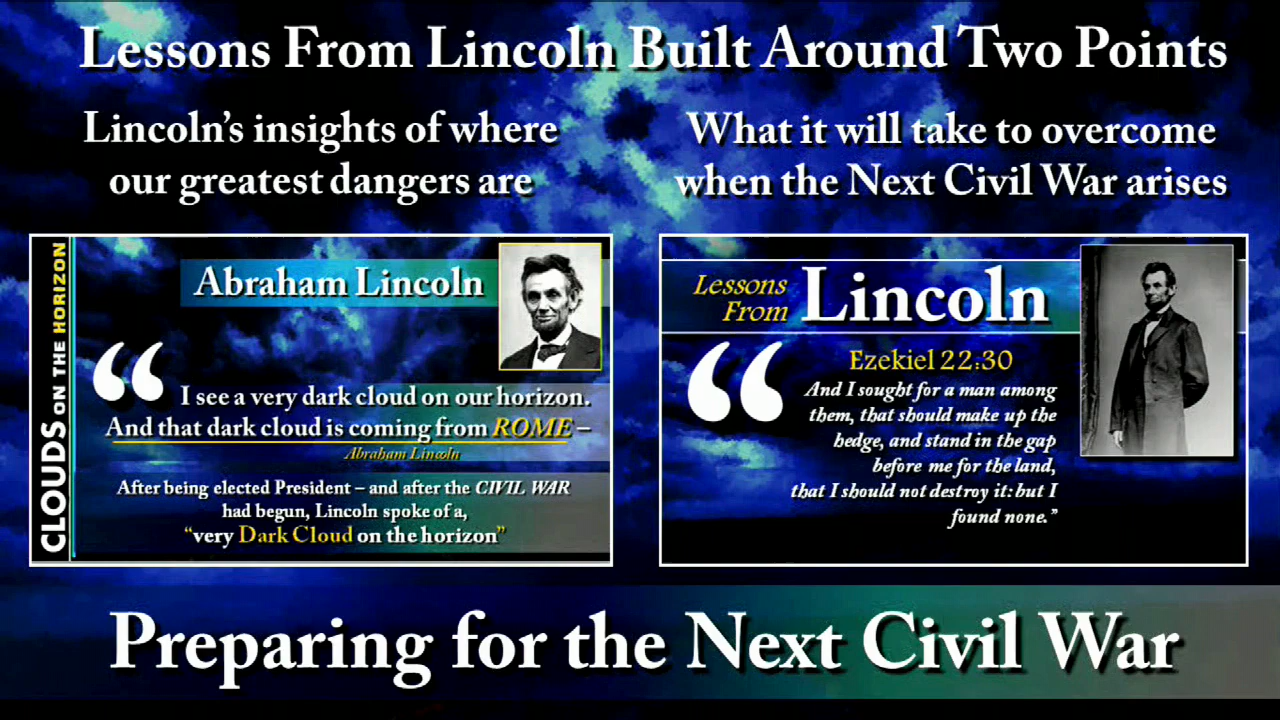 Lessons From Lincoln Built Around Two Points
Lincoln's insights of where
our greatest dangers are
What it will take to overcome
when the Next Civil War arises
CLOUDS ON THE HORIZON
Abraham Lincoln
“
I see a very dark cloud on our horizon.
And that dark cloud is coming from ROME –
Abraham Lincoln
After being elected President – and after the CIVIL WAR
had begun, Lincoln spoke of a,
“very Dark Cloud on the horizon”
Lessons
From
Lincoln
“
Ezekiel 22:30
And I sought for a man among
them, that should make up the
hedge, and stand in the gap
before me for the land,
that I should not destroy it: but I
found none.”
Preparing for the Next Civil War